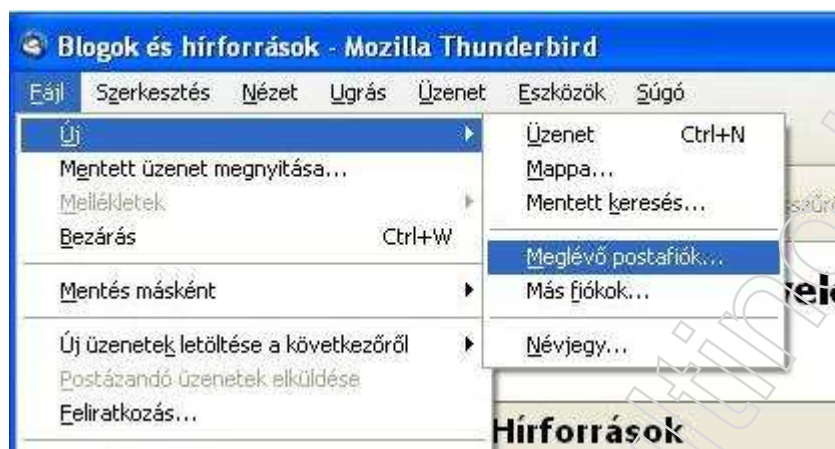 Blogok és hírforrások - Mozilla Thunderbird
Fájl Szerkesztés Nézet Ugrás Üzenet Eszközök Súgó
Új
Mentett üzenet megnyitása...
Mellékletek
Bezárás Ctrl+W
Mentés másként
Új üzenetek letöltése a következőről
Postázandó üzenetek elküldése
Feliratkozás...
Üzenet Ctrl+N
Mappa...
Mentett keresés...
Meglévő postafiók...
Más fiókok...
Névjegy...
Hírforrások